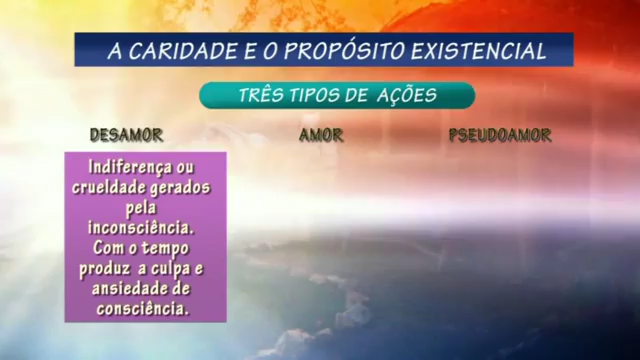 A CARIDADE E O PROPÓSITO EXISTENCIAL
TRÊS TIPOS DE AÇÕES
DESAMOR AMOR PSEUDOAMOR
Indiferença ou
crueldade gerados
pela
inconsciência.
Com o tempo
produz a culpa e
ansiedade de
consciência.